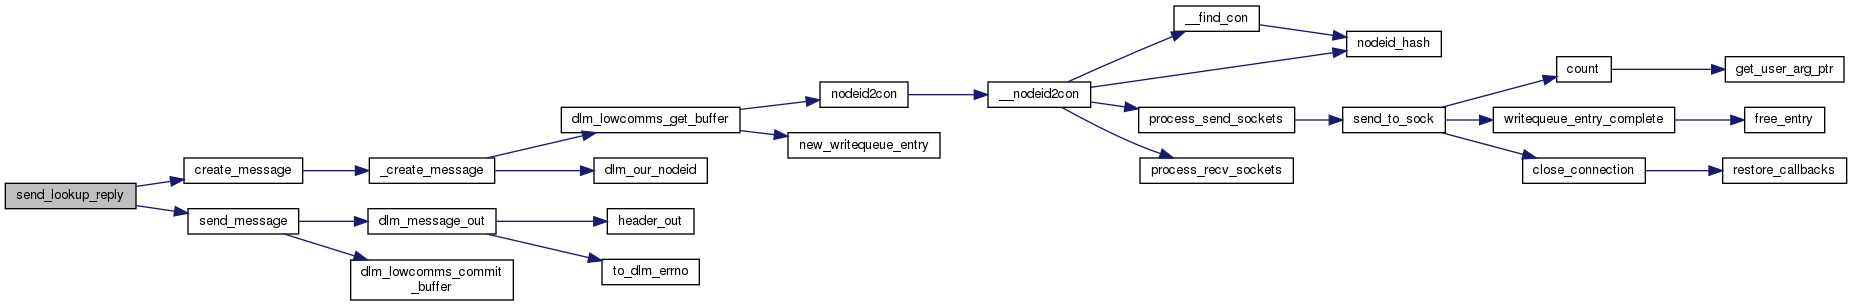 send_lookup_reply
create_message
send_message
_create_message
dlm_message_out
dlm_lowcomms_commit
_buffer
dlm_lowcomms_get_buffer
dlm_our_nodeid
header_out
to_dlm_errno
nodeid2con
new_writequeue_entry
__nodeid2con
__find_con
process_send_sockets
process_recv_sockets
nodeid_hash
send_to_sock
count
writequeue_entry_complete
close_connection
get_user_arg_ptr
free_entry
restore_callbacks